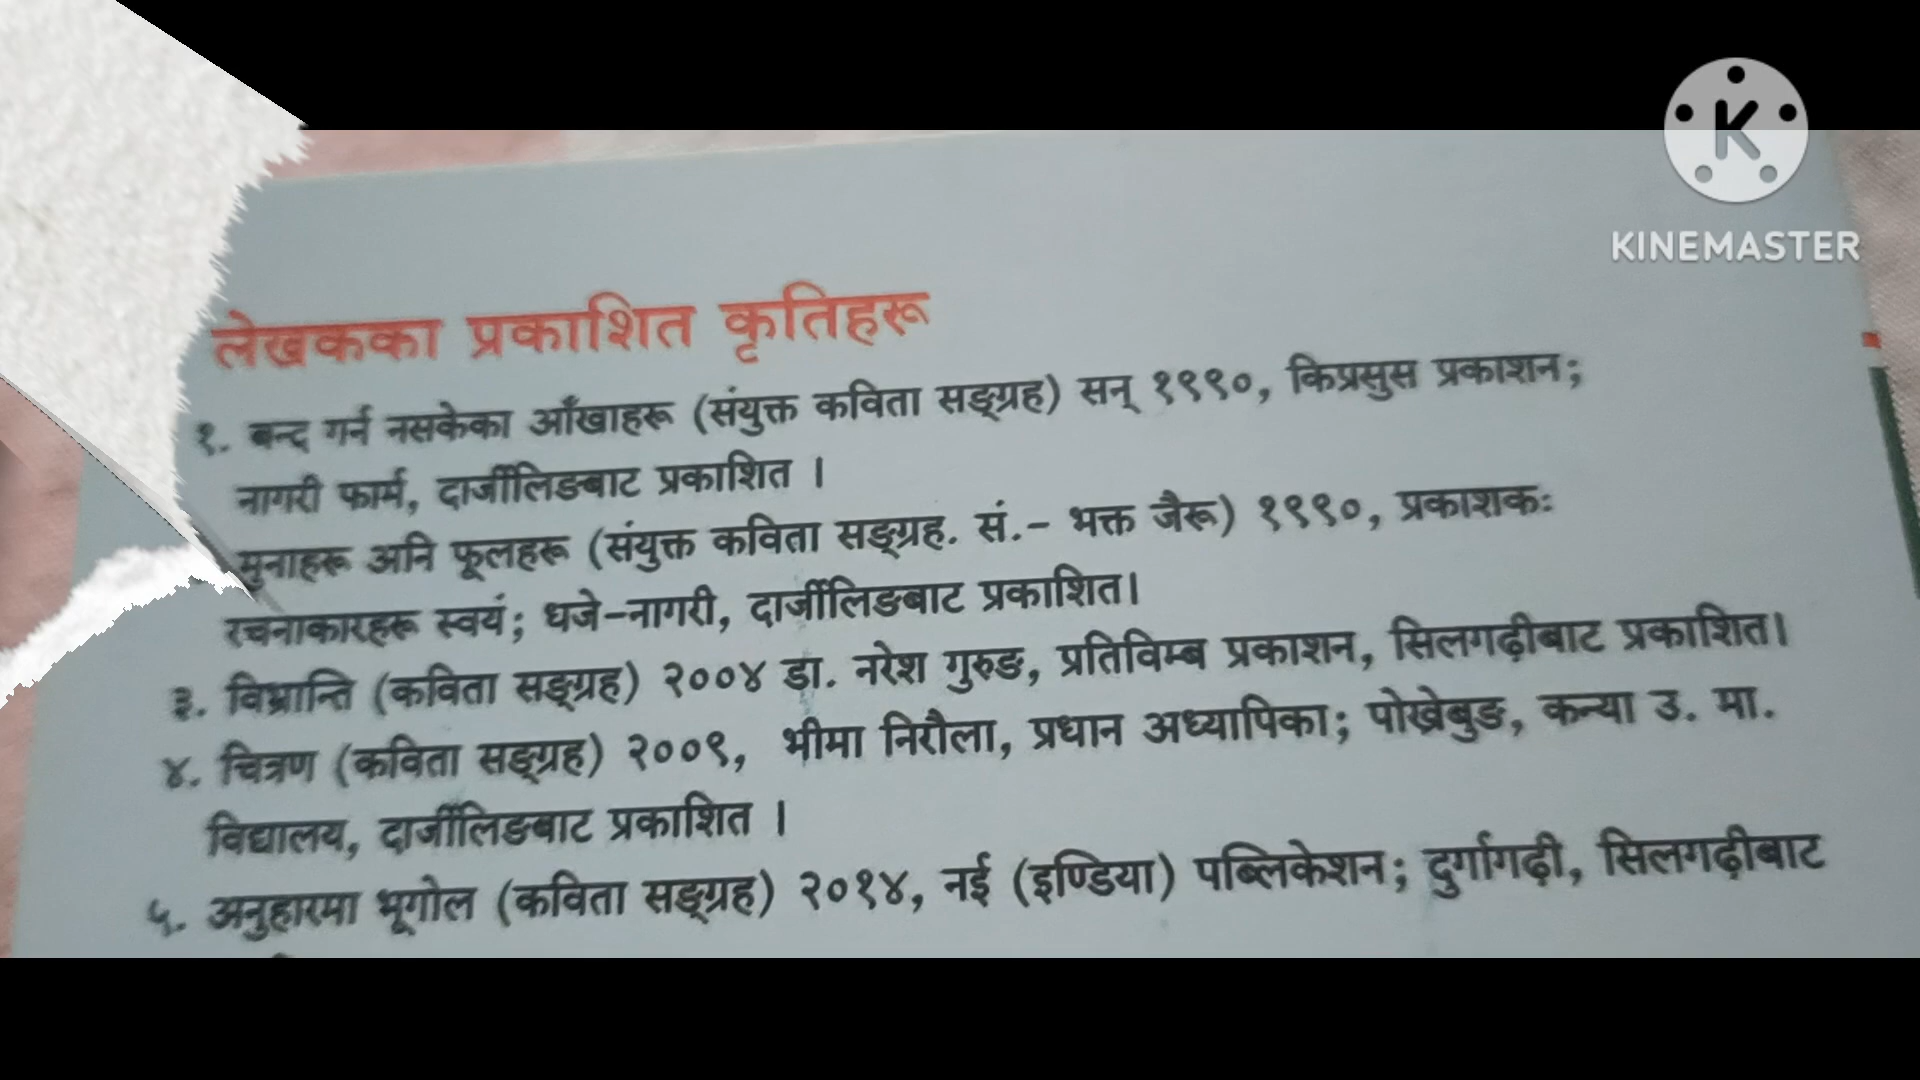 KINEMASTER
लेखकका प्रकाशित कृतिहरू
१. बन्द गर्न नसकेका आँखाहरू (संयुक्त कविता सङ्ग्रह) सन् १९९०, किप्रसुस प्रकाशन;
नागरी फार्म, दार्जीलिङबाट प्रकाशित ।
मुनाहरू अनि फूलहरू (संयुक्त कविता सङ्ग्रह. सं.– भक्त जैरू) १९९०, प्रकाशकः
रचनाकारहरू स्वयं; धजे–नागरी, दार्जीलिङबाट प्रकाशित।
३. विभ्रान्ति (कविता सङ्ग्रह) २००४ डा. नरेश गुरुङ, प्रतिविम्ब प्रकाशन, सिलगढ़ीबाट प्रकाशित।
४. चित्रण (कविता सङ्ग्रह) २००९, भीमा निरौला, प्रधान अध्यापिका; पोख्रेबुङ, कन्या उ. मा.
विद्यालय, दार्जीलिङबाट प्रकाशित ।
५. अनुहारमा भूगोल (कविता सङ्ग्रह) २०१४, नई (इण्डिया) पब्लिकेशन; दुर्गागढ़ी, सिलगढ़ीबाट